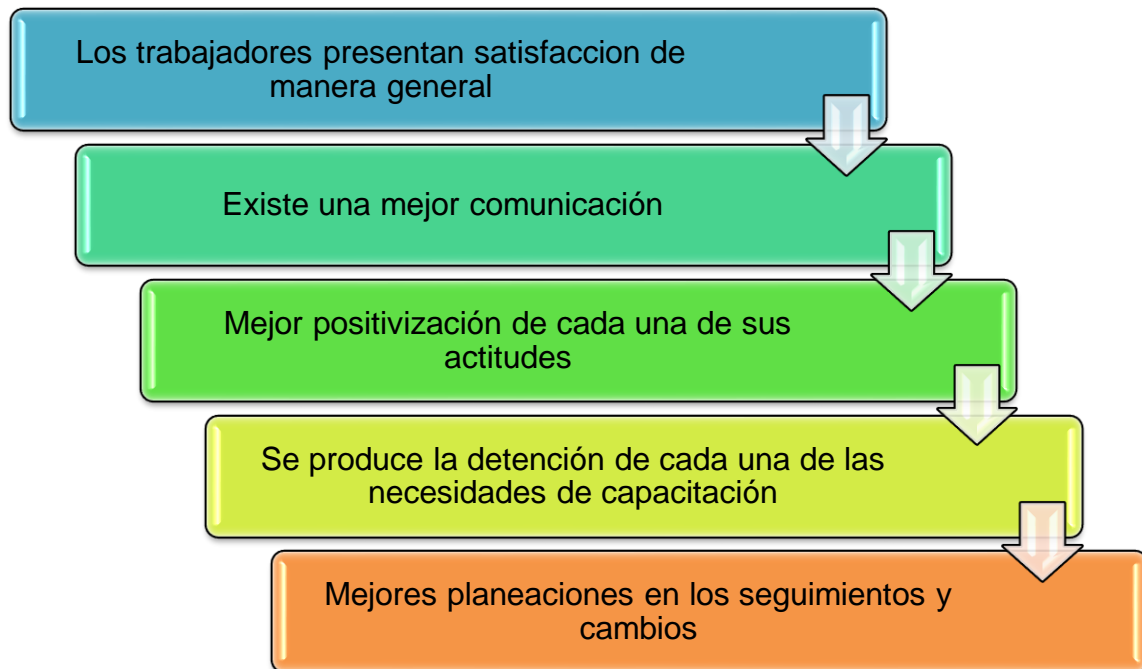 Los trabajadores presentan satisfaccion de
manera general
Existe una mejor comunicación
Mejor positivización de cada una de sus
actitudes
Se produce la detención de cada una de las
necesidades de capacitación
Mejores planeaciones en los seguimientos y
cambios